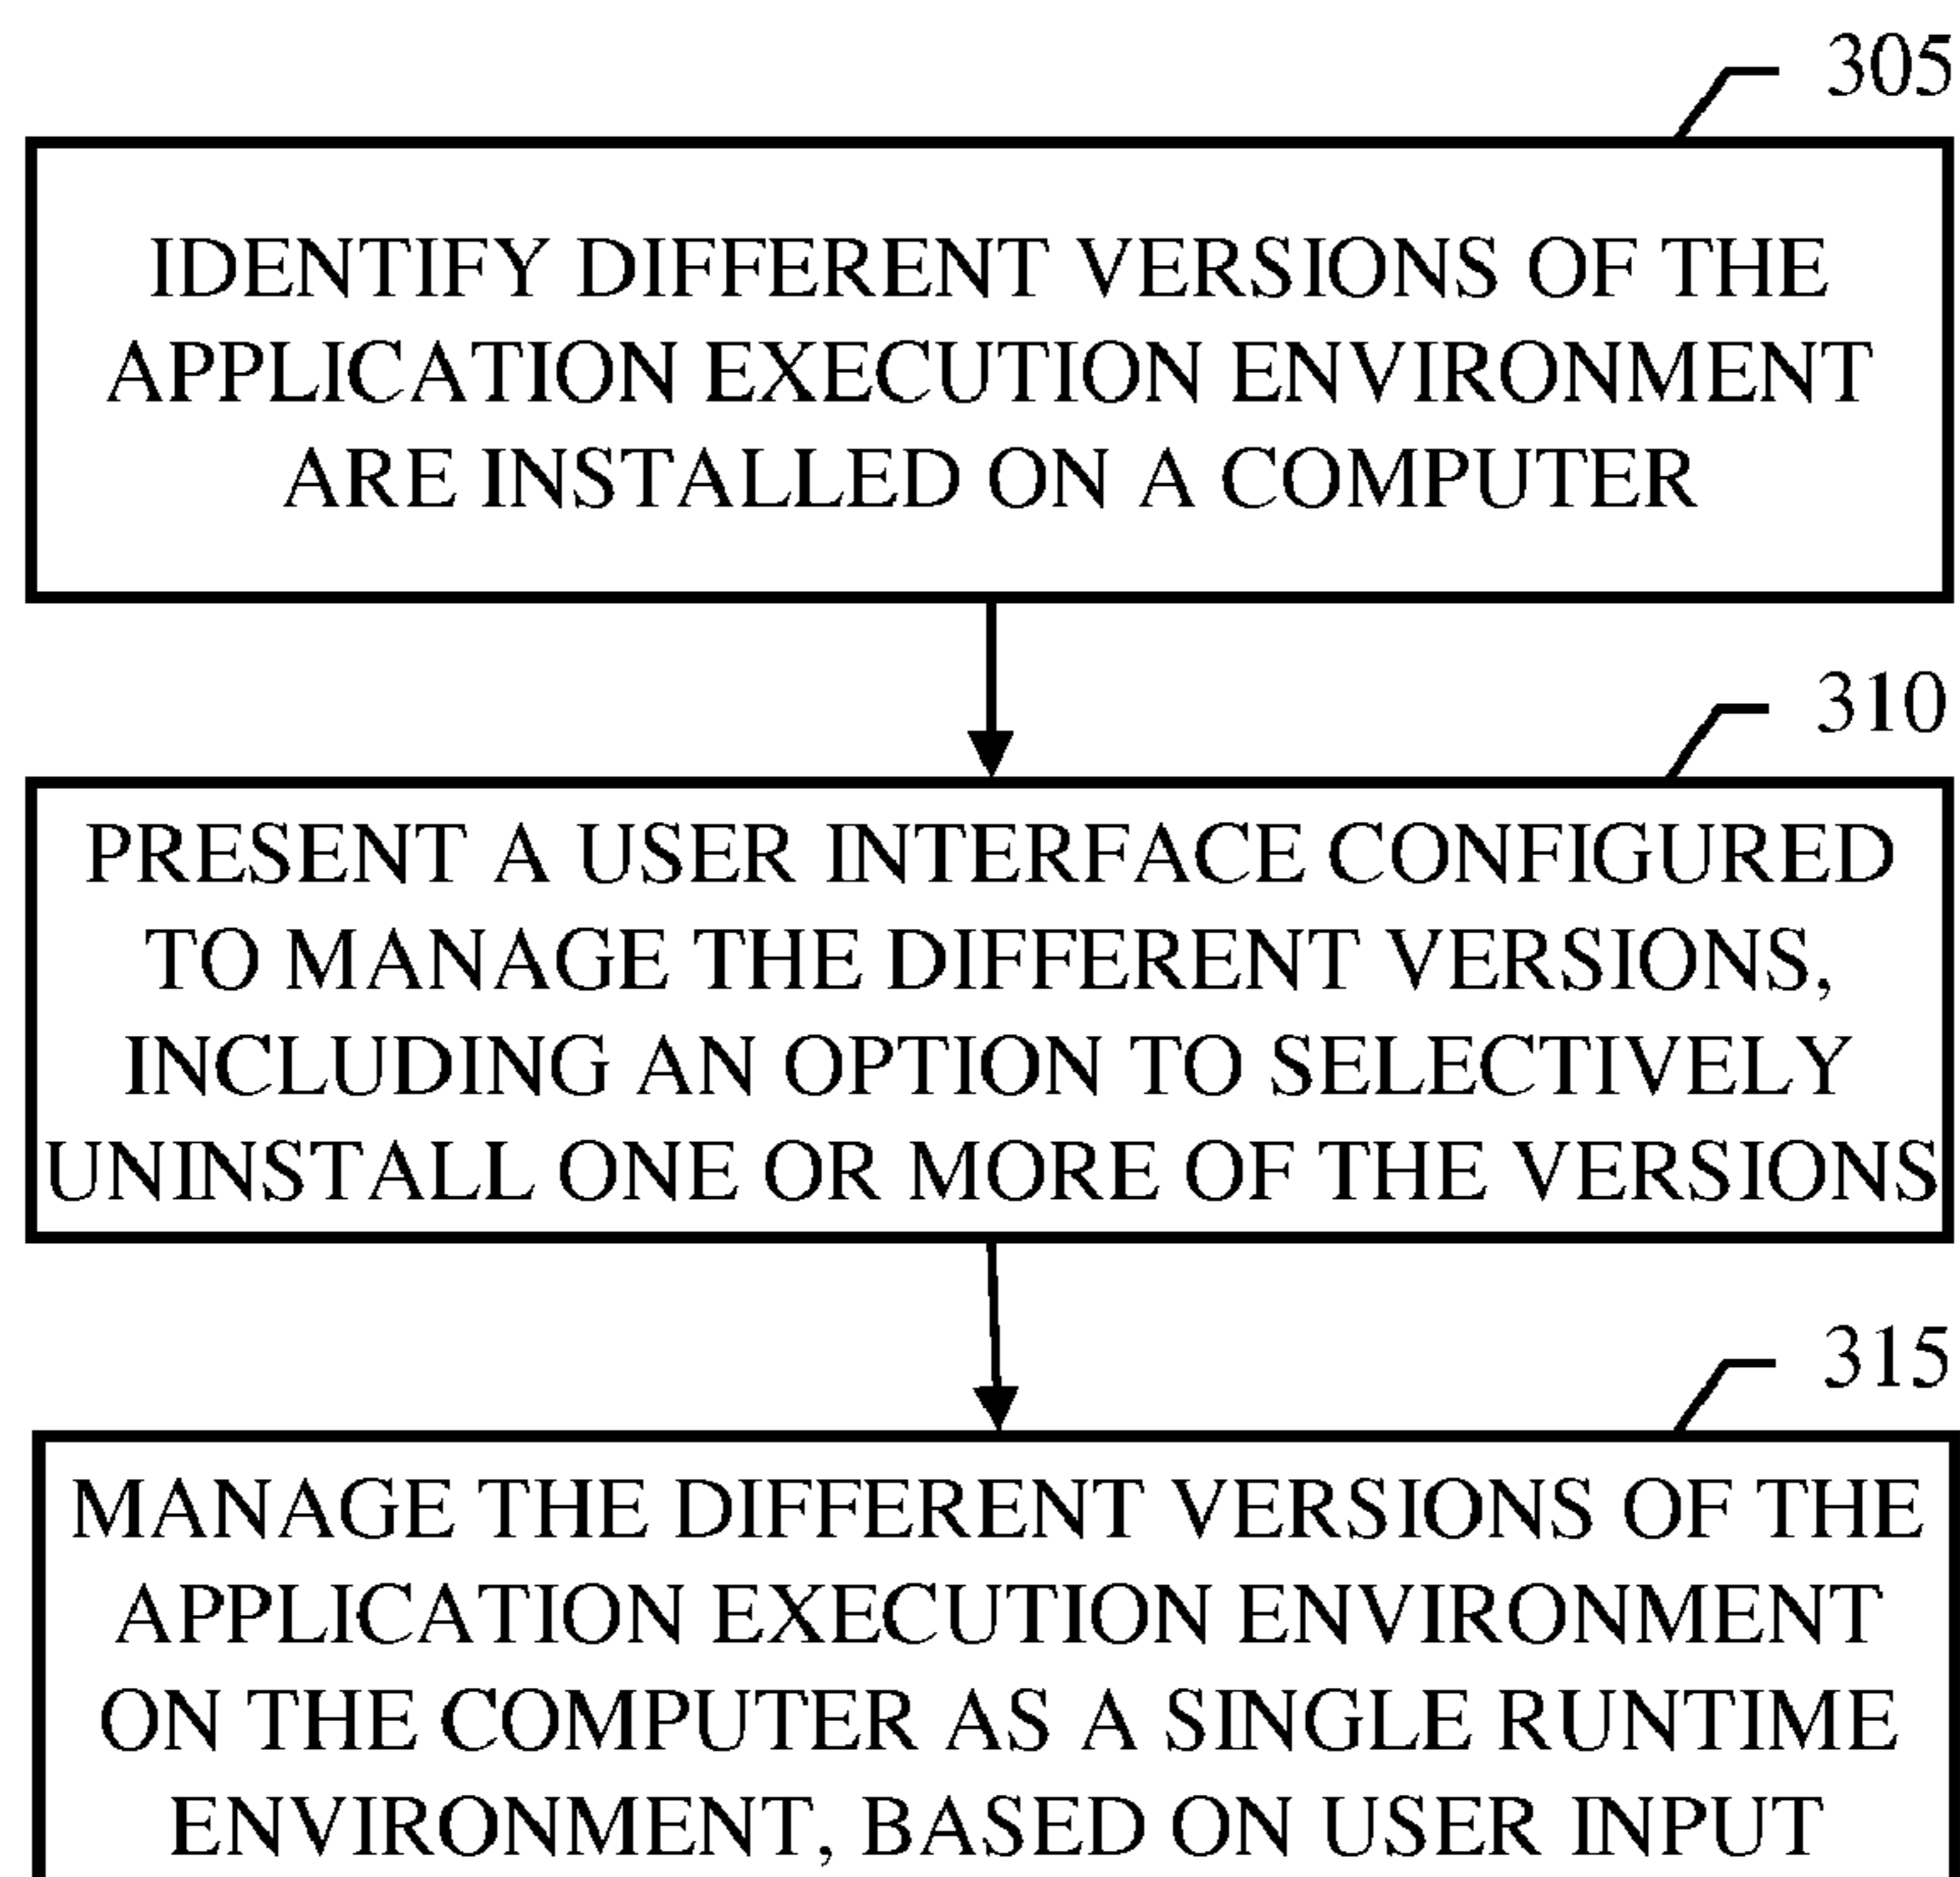 305
IDENTIFY DIFFERENT VERSIONS OF THE
APPLICATION EXECUTION ENVIRONMENT
ARE INSTALLED ON A COMPUTER
310
PRESENT A USER INTERFACE CONFIGURED
TO MANAGE THE DIFFERENT VERSIONS,
INCLUDING AN OPTION TO SELECTIVELY
UNINSTALL ONE OR MORE OF THE VERSIONS
315
MANAGE THE DIFFERENT VERSIONS OF THE
APPLICATION EXECUTION ENVIRONMENT
ON THE COMPUTER AS A SINGLE RUNTIME
ENVIRONMENT, BASED ON USER INPUT